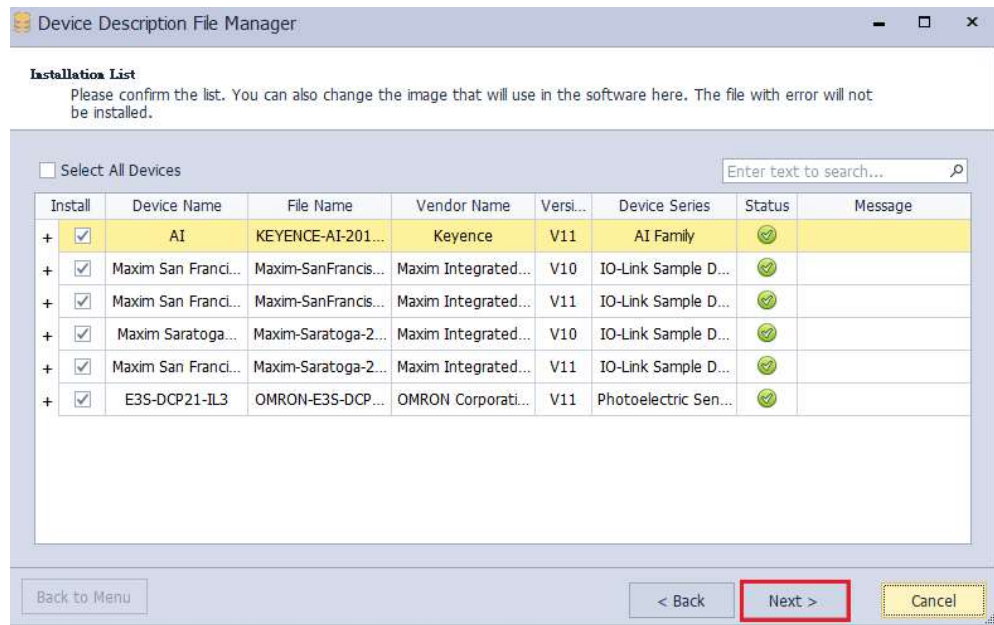 Device Description File Manager
Installation List
Please confirm the list. You can also change the image that will use in the software here. The file with error will not
be installed.
Select All Devices
Enter text to search...
Install Device Name File Name Vendor Name Versi... Device Series Status Message
+ AI KEYENCE-AI-201... Keyence V11 AI Family
+ Maxim San Franci... Maxim-SanFrancis... Maxim Integrated... V10 IO-Link Sample D...
+ Maxim San Franci... Maxim-SanFrancis... Maxim Integrated... V11 IO-Link Sample D...
+ Maxim Saratoga... Maxim-Saratoga-2... Maxim Integrated... V10 IO-Link Sample D...
+ Maxim San Franci... Maxim-Saratoga-2... Maxim Integrated... V11 IO-Link Sample D...
+ E3S-DCP21-IL3 OMRON-E3S-DCP... OMRON Corporati... V11 Photoelectric Sen...
Back to Menu
< Back
Next >
Cancel